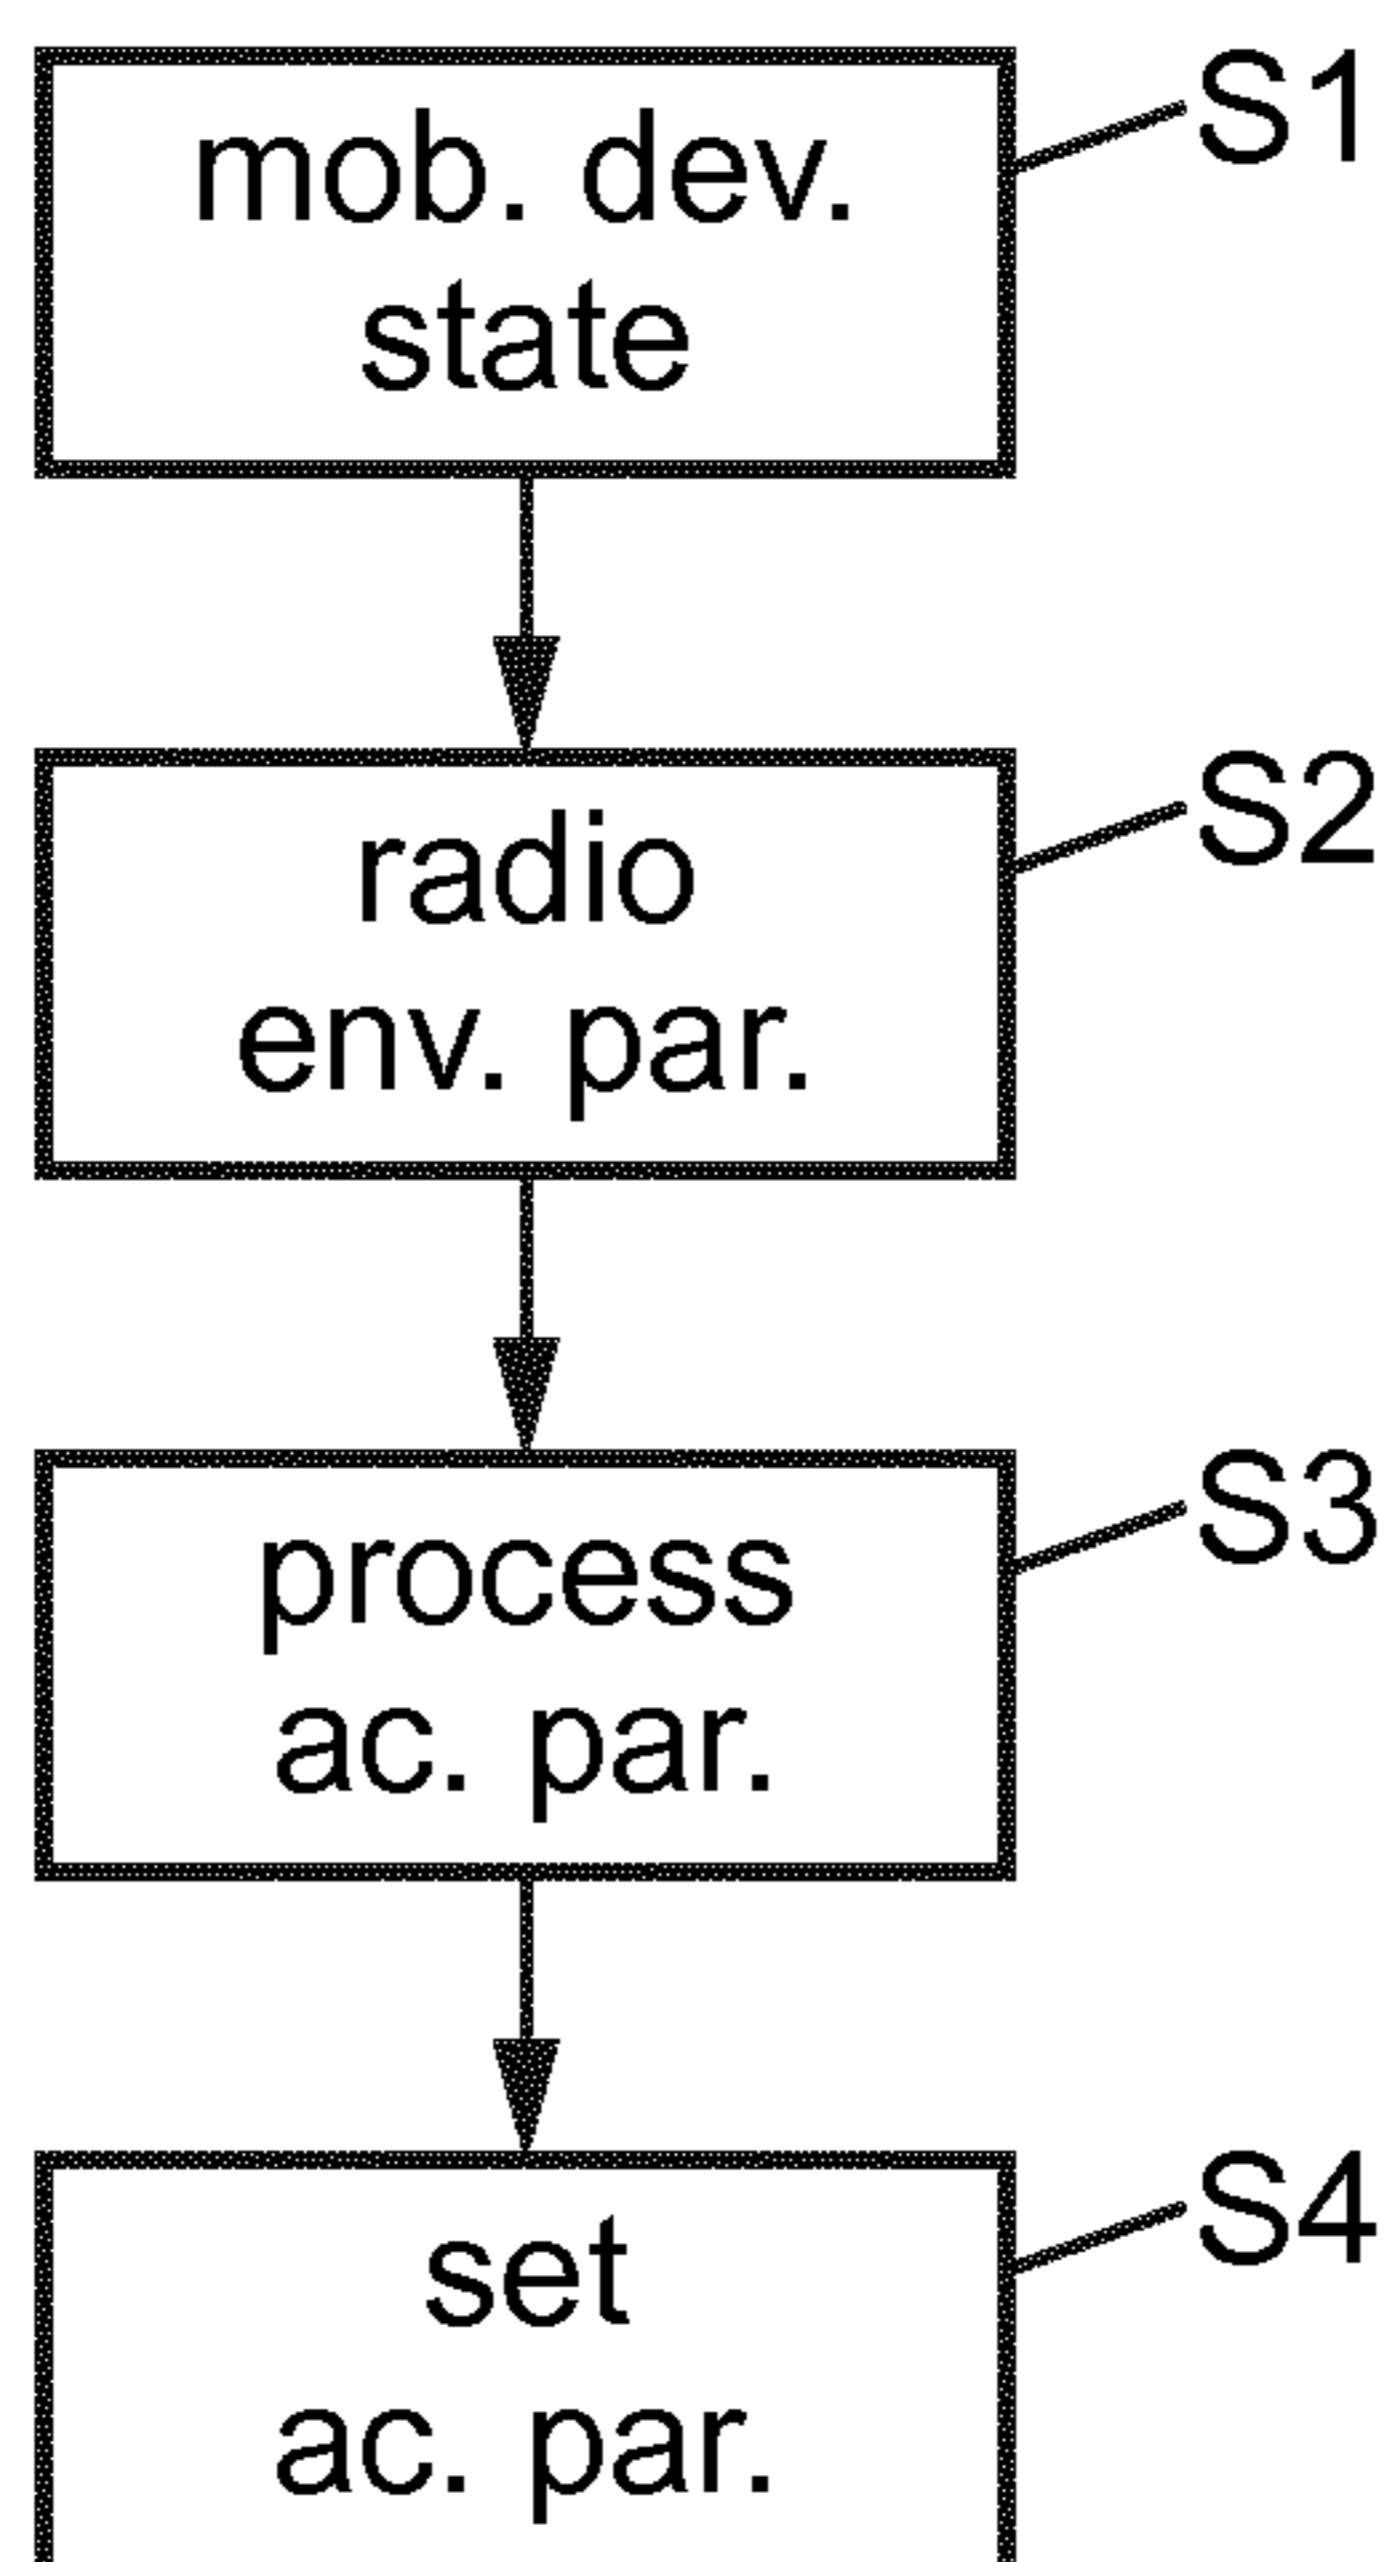 mob. dev.
state
S1
radio
env. par.
S2
process
ac. par.
S3
set
ac. par.
S4